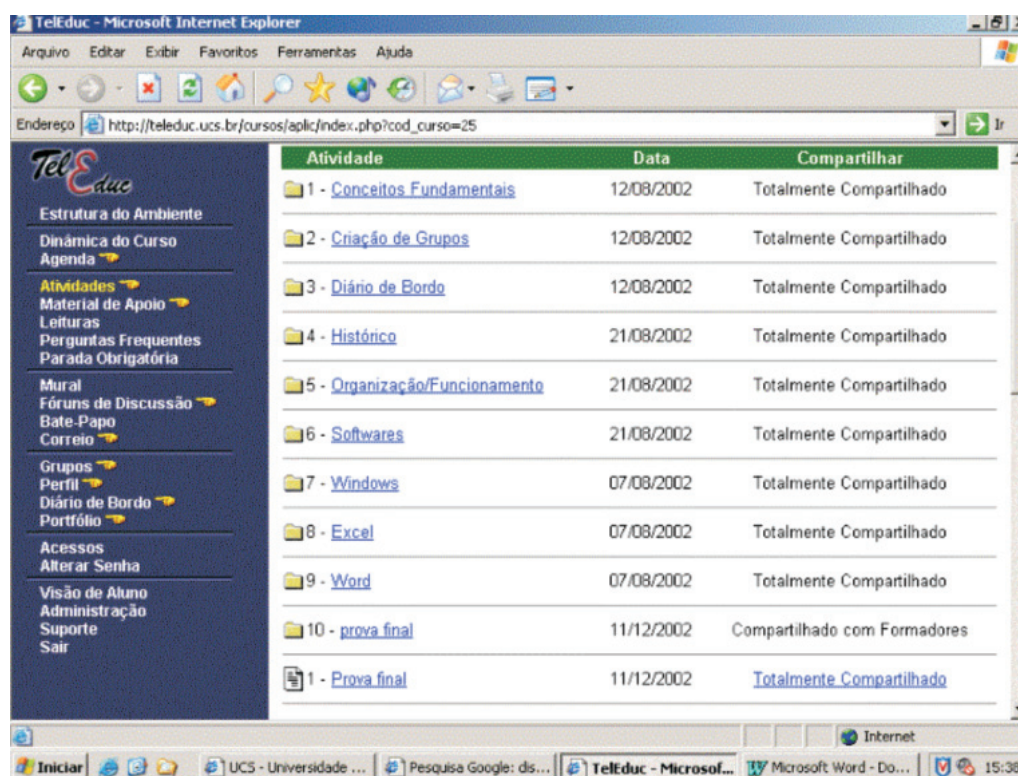 TelEduc - Microsoft Internet Explorer
Arquivo Editar Exibir Favoritos Ferramentas Ajuda
Endereço http://teleduc.ucs.br/cursos/aplic/index.php?cod_curso=25 Ir
TelEduc
Estrutura do Ambiente
Dinâmica do Curso
Agenda
Atividades
Material de Apoio
Leituras
Perguntas Frequentes
Parada Obrigatória
Mural
Fóruns de Discussão
Bate-Papo
Correio
Grupos
Perfil
Diário de Bordo
Portfólio
Acessos
Alterar Senha
Visão de Aluno
Administração
Suporte
Sair
Atividade Data Compartilhar
1 - Conceitos Fundamentais 12/08/2002 Totalmente Compartilhado
2 - Criação de Grupos 12/08/2002 Totalmente Compartilhado
3 - Diário de Bordo 12/08/2002 Totalmente Compartilhado
4 - Histórico 21/08/2002 Totalmente Compartilhado
5 - Organização/Funcionamento 21/08/2002 Totalmente Compartilhado
6 - Softwares 21/08/2002 Totalmente Compartilhado
7 - Windows 07/08/2002 Totalmente Compartilhado
8 - Excel 07/08/2002 Totalmente Compartilhado
9 - Word 07/08/2002 Totalmente Compartilhado
10 - prova final 11/12/2002 Compartilhado com Formadores
1 - Prova final 11/12/2002 Totalmente Compartilhado
Internet
Iniciar UCS - Universidade ... Pesquisa Google: dis... TelEduc - Microsof... Microsoft Word - Do... 15:38